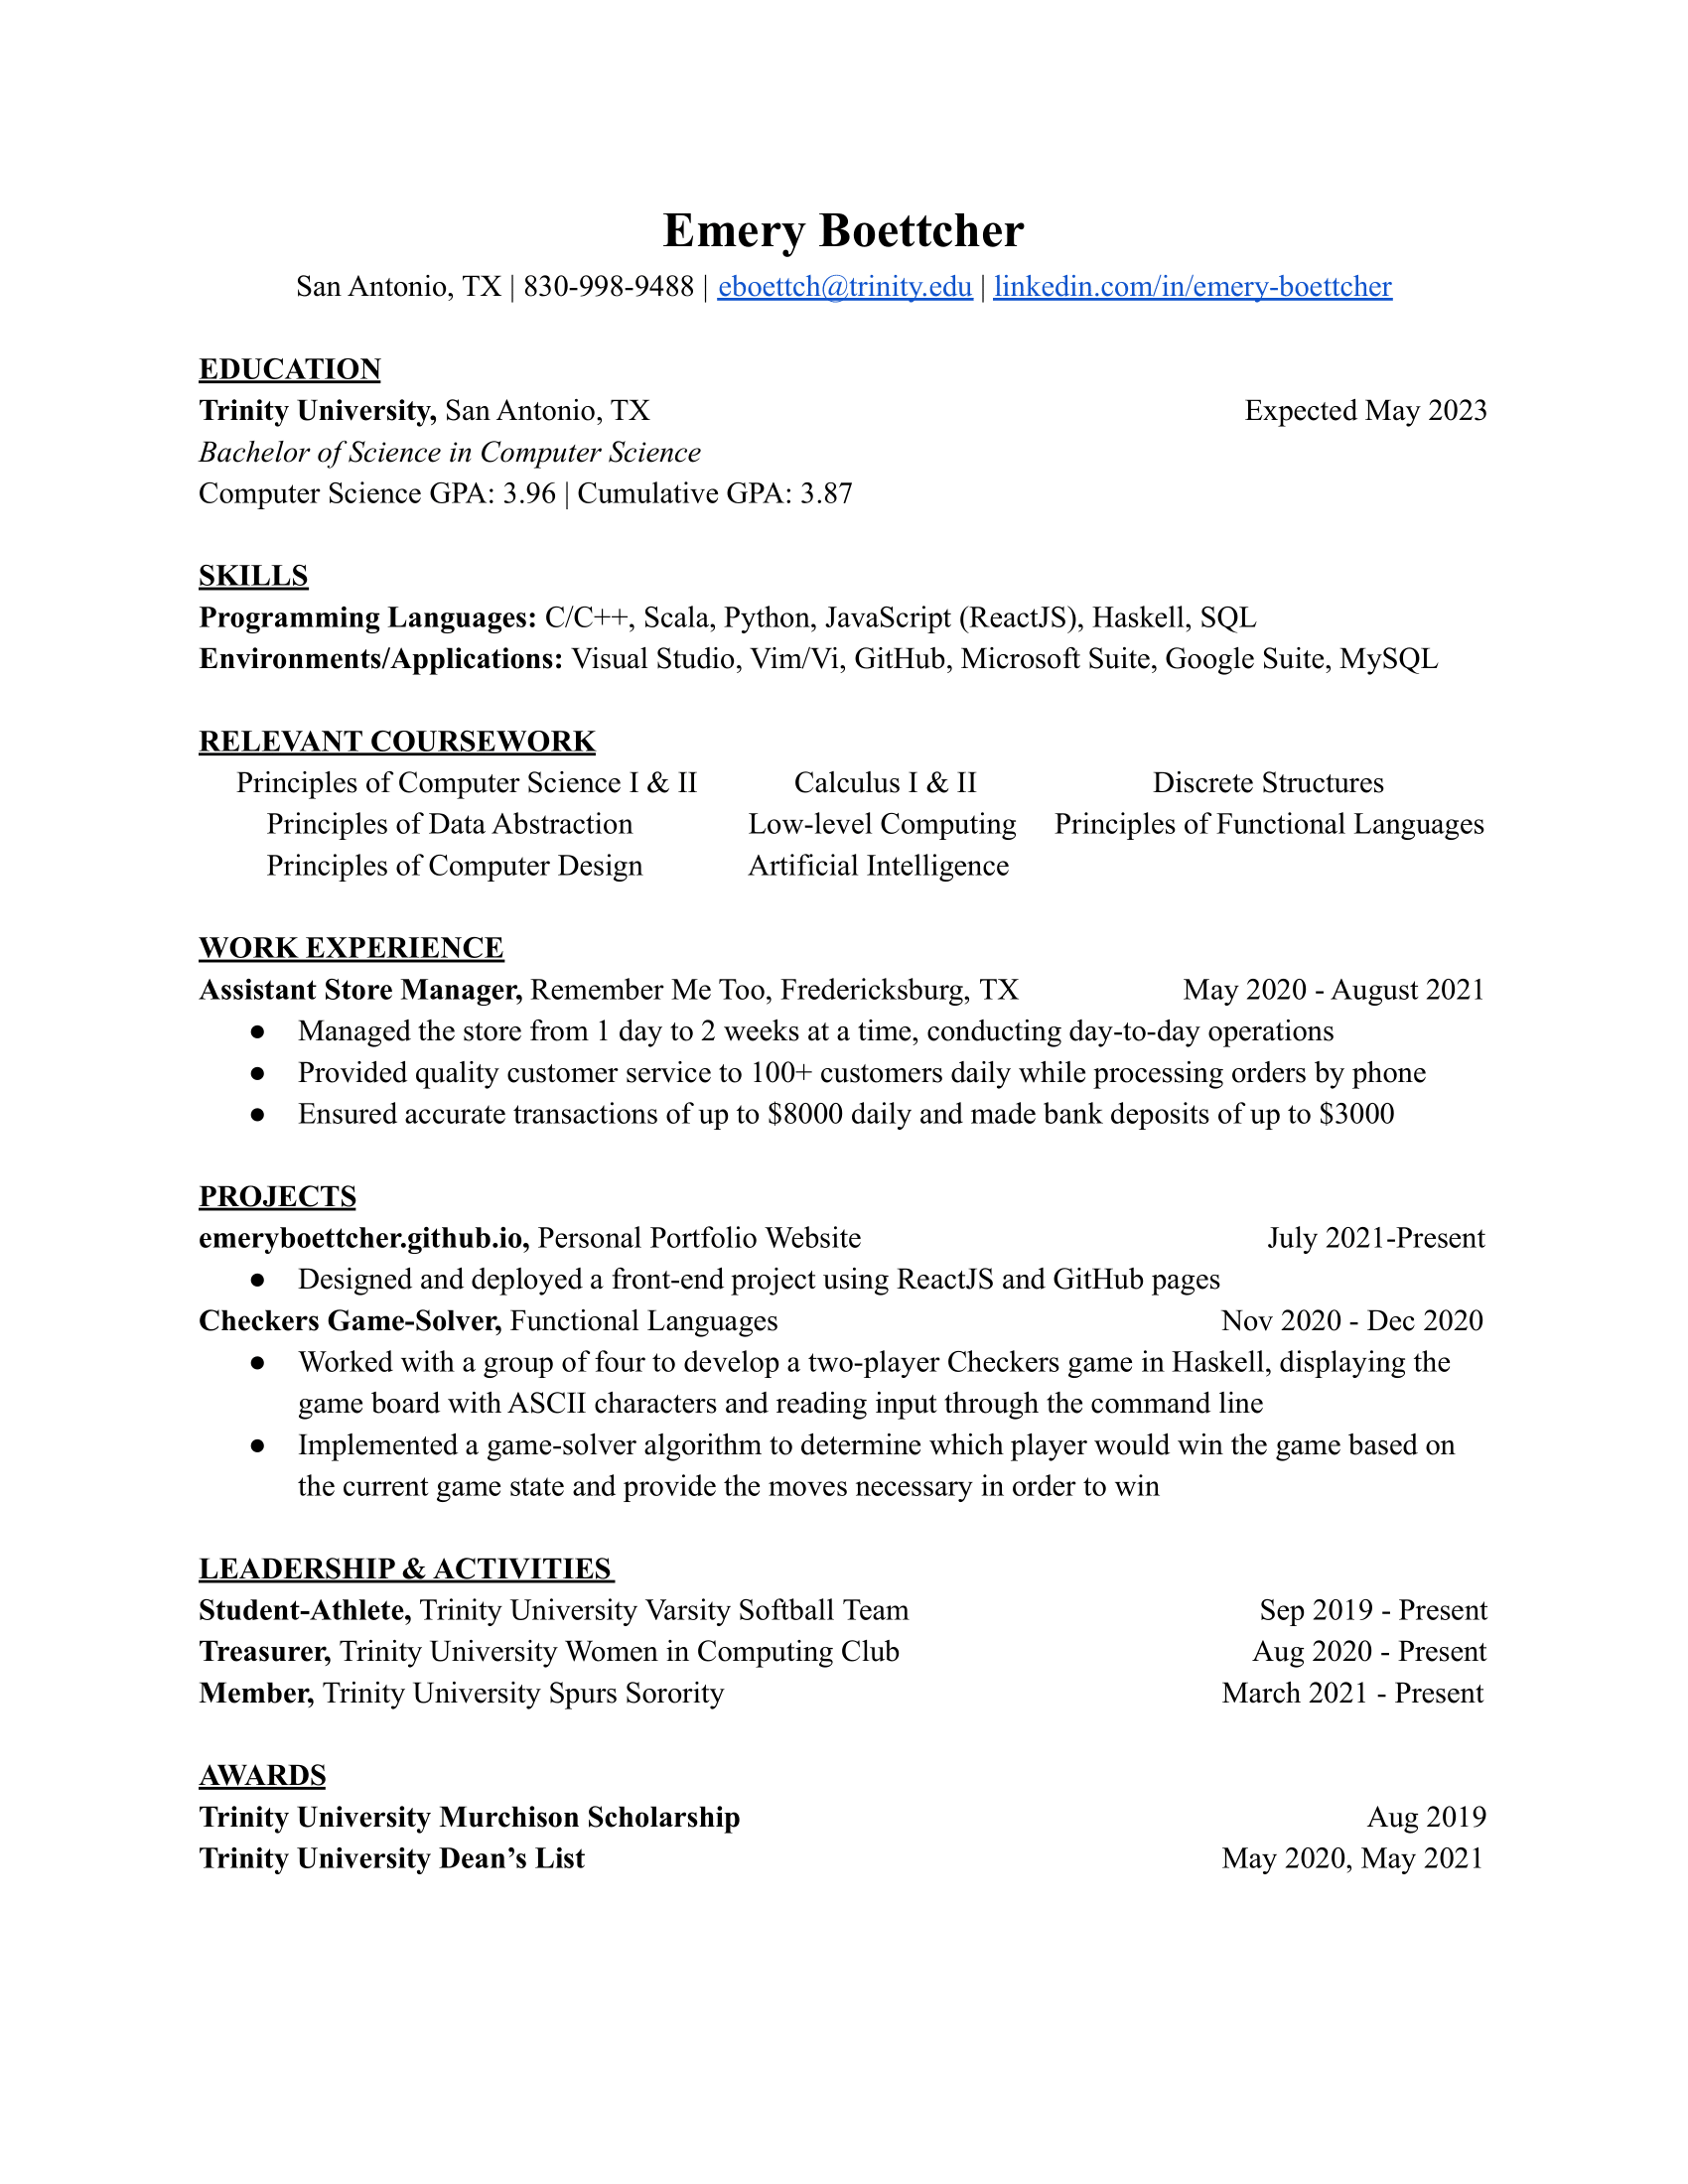 Emery Boettcher
San Antonio, TX | 830-998-9488 | eboettch@trinity.edu | linkedin.com/in/emery-boettcher
EDUCATION
Trinity University, San Antonio, TX Expected May 2023
Bachelor of Science in Computer Science
Computer Science GPA: 3.96 | Cumulative GPA: 3.87
SKILLS
Programming Languages: C/C++, Scala, Python, JavaScript (ReactJS), Haskell, SQL
Environments/Applications: Visual Studio, Vim/Vi, GitHub, Microsoft Suite, Google Suite, MySQL
RELEVANT COURSEWORK
Principles of Computer Science I & II Calculus I & II Discrete Structures
Principles of Data Abstraction Low-level Computing Principles of Functional Languages
Principles of Computer Design Artificial Intelligence
WORK EXPERIENCE
Assistant Store Manager, Remember Me Too, Fredericksburg, TX May 2020 - August 2021
● Managed the store from 1 day to 2 weeks at a time, conducting day-to-day operations
● Provided quality customer service to 100+ customers daily while processing orders by phone
● Ensured accurate transactions of up to $8000 daily and made bank deposits of up to $3000
PROJECTS
emeryboettcher.github.io, Personal Portfolio Website July 2021-Present
● Designed and deployed a front-end project using ReactJS and GitHub pages
Checkers Game-Solver, Functional Languages Nov 2020 - Dec 2020
● Worked with a group of four to develop a two-player Checkers game in Haskell, displaying the
game board with ASCII characters and reading input through the command line
● Implemented a game-solver algorithm to determine which player would win the game based on
the current game state and provide the moves necessary in order to win
LEADERSHIP & ACTIVITIES
Student-Athlete, Trinity University Varsity Softball Team Sep 2019 - Present
Treasurer, Trinity University Women in Computing Club Aug 2020 - Present
Member, Trinity University Spurs Sorority March 2021 - Present
AWARDS
Trinity University Murchison Scholarship Aug 2019
Trinity University Dean’s List May 2020, May 2021